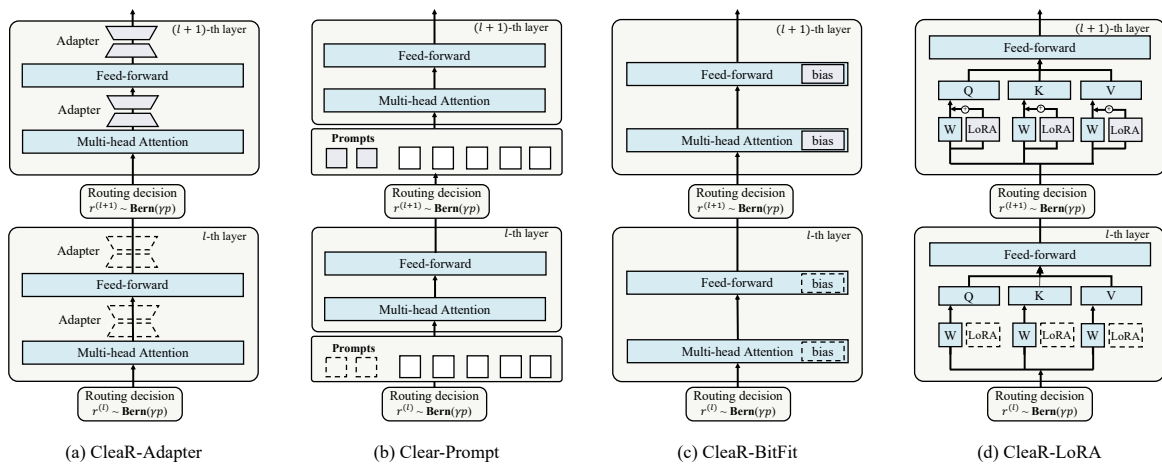 (l + 1)-th layer
Adapter
Feed-forward
Adapter
Multi-head Attention
Routing decision
r^{(l+1)} ~ Bern(γp)
l-th layer
Adapter
Feed-forward
Adapter
Multi-head Attention
Routing decision
r^{(l)} ~ Bern(γp)
(a) CleaR-Adapter
(l + 1)-th layer
Feed-forward
Multi-head Attention
Prompts
Routing decision
r^{(l+1)} ~ Bern(γp)
l-th layer
Feed-forward
Multi-head Attention
Prompts
Routing decision
r^{(l)} ~ Bern(γp)
(b) Clear-Prompt
(l + 1)-th layer
Feed-forward bias
Multi-head Attention bias
Routing decision
r^{(l+1)} ~ Bern(γp)
l-th layer
Feed-forward bias
Multi-head Attention bias
Routing decision
r^{(l)} ~ Bern(γp)
(c) CleaR-BitFit
(l + 1)-th layer
Feed-forward
Q K V
+ + +
W LoRA W LoRA W LoRA
Routing decision
r^{(l+1)} ~ Bern(γp)
l-th layer
Feed-forward
Q K V
W LoRA W LoRA W LoRA
Routing decision
r^{(l)} ~ Bern(γp)
(d) CleaR-LoRA